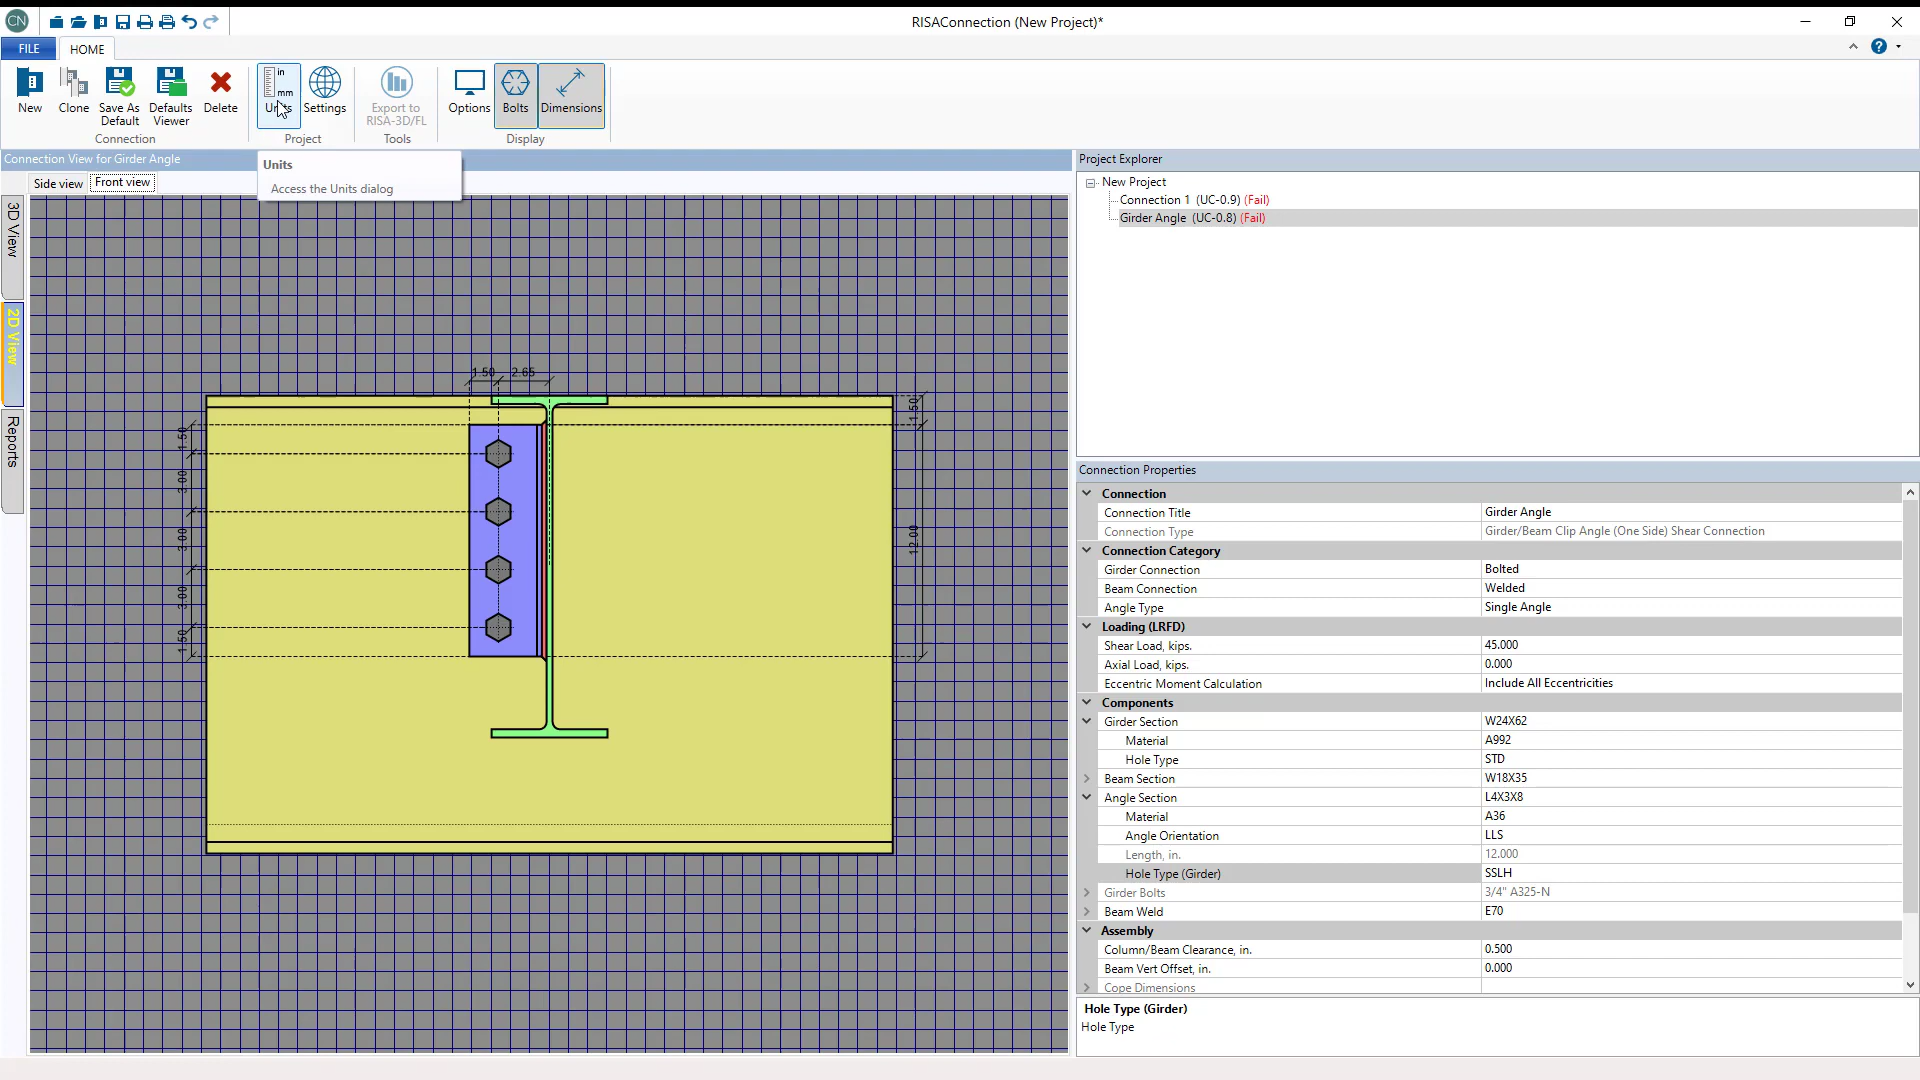 CN
RISAConnection (New Project)*
FILE
HOME
?
New
Clone
Save As
Default
Defaults
Viewer
Delete
in
mm
Units
Settings
Export to
RISA-3D/FL
Options
Bolts
Dimensions
Connection
Project
Tools
Display
Units
Access the Units dialog
Connection View for Girder Angle
Side view
Front view
3D View
2D View
Reports
1.50
2.65
1.50
3.00
3.00
3.00
1.50
1.50
12.00
Project Explorer
New Project
Connection 1 (UC-0.9) (Fail)
Girder Angle (UC-0.8) (Fail)
Connection Properties
Connection
Connection Title Girder Angle
Connection Type Girder/Beam Clip Angle (One Side) Shear Connection
Connection Category
Girder Connection Bolted
Beam Connection Welded
Angle Type Single Angle
Loading (LRFD)
Shear Load, kips. 45.000
Axial Load, kips. 0.000
Eccentric Moment Calculation Include All Eccentricities
Components
Girder Section W24X62
Material A992
Hole Type STD
Beam Section W18X35
Angle Section L4X3X8
Material A36
Angle Orientation LLS
Length, in. 12.000
Hole Type (Girder) SSLH
Girder Bolts 3/4" A325-N
Beam Weld E70
Assembly
Column/Beam Clearance, in. 0.500
Beam Vert Offset, in. 0.000
Cope Dimensions
Hole Type (Girder)
Hole Type